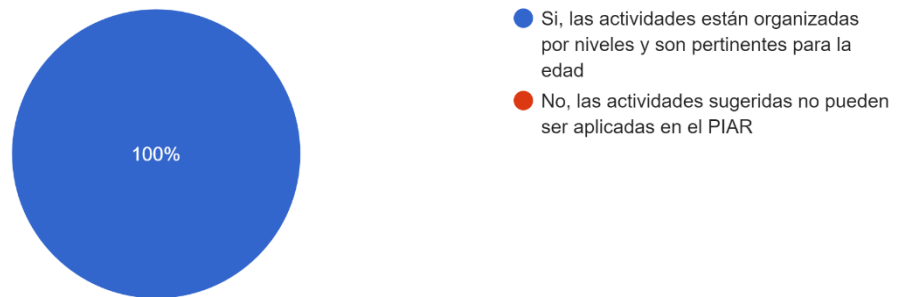 100%
Si, las actividades están organizadas
por niveles y son pertinentes para la
edad
No, las actividades sugeridas no pueden
ser aplicadas en el PIAR